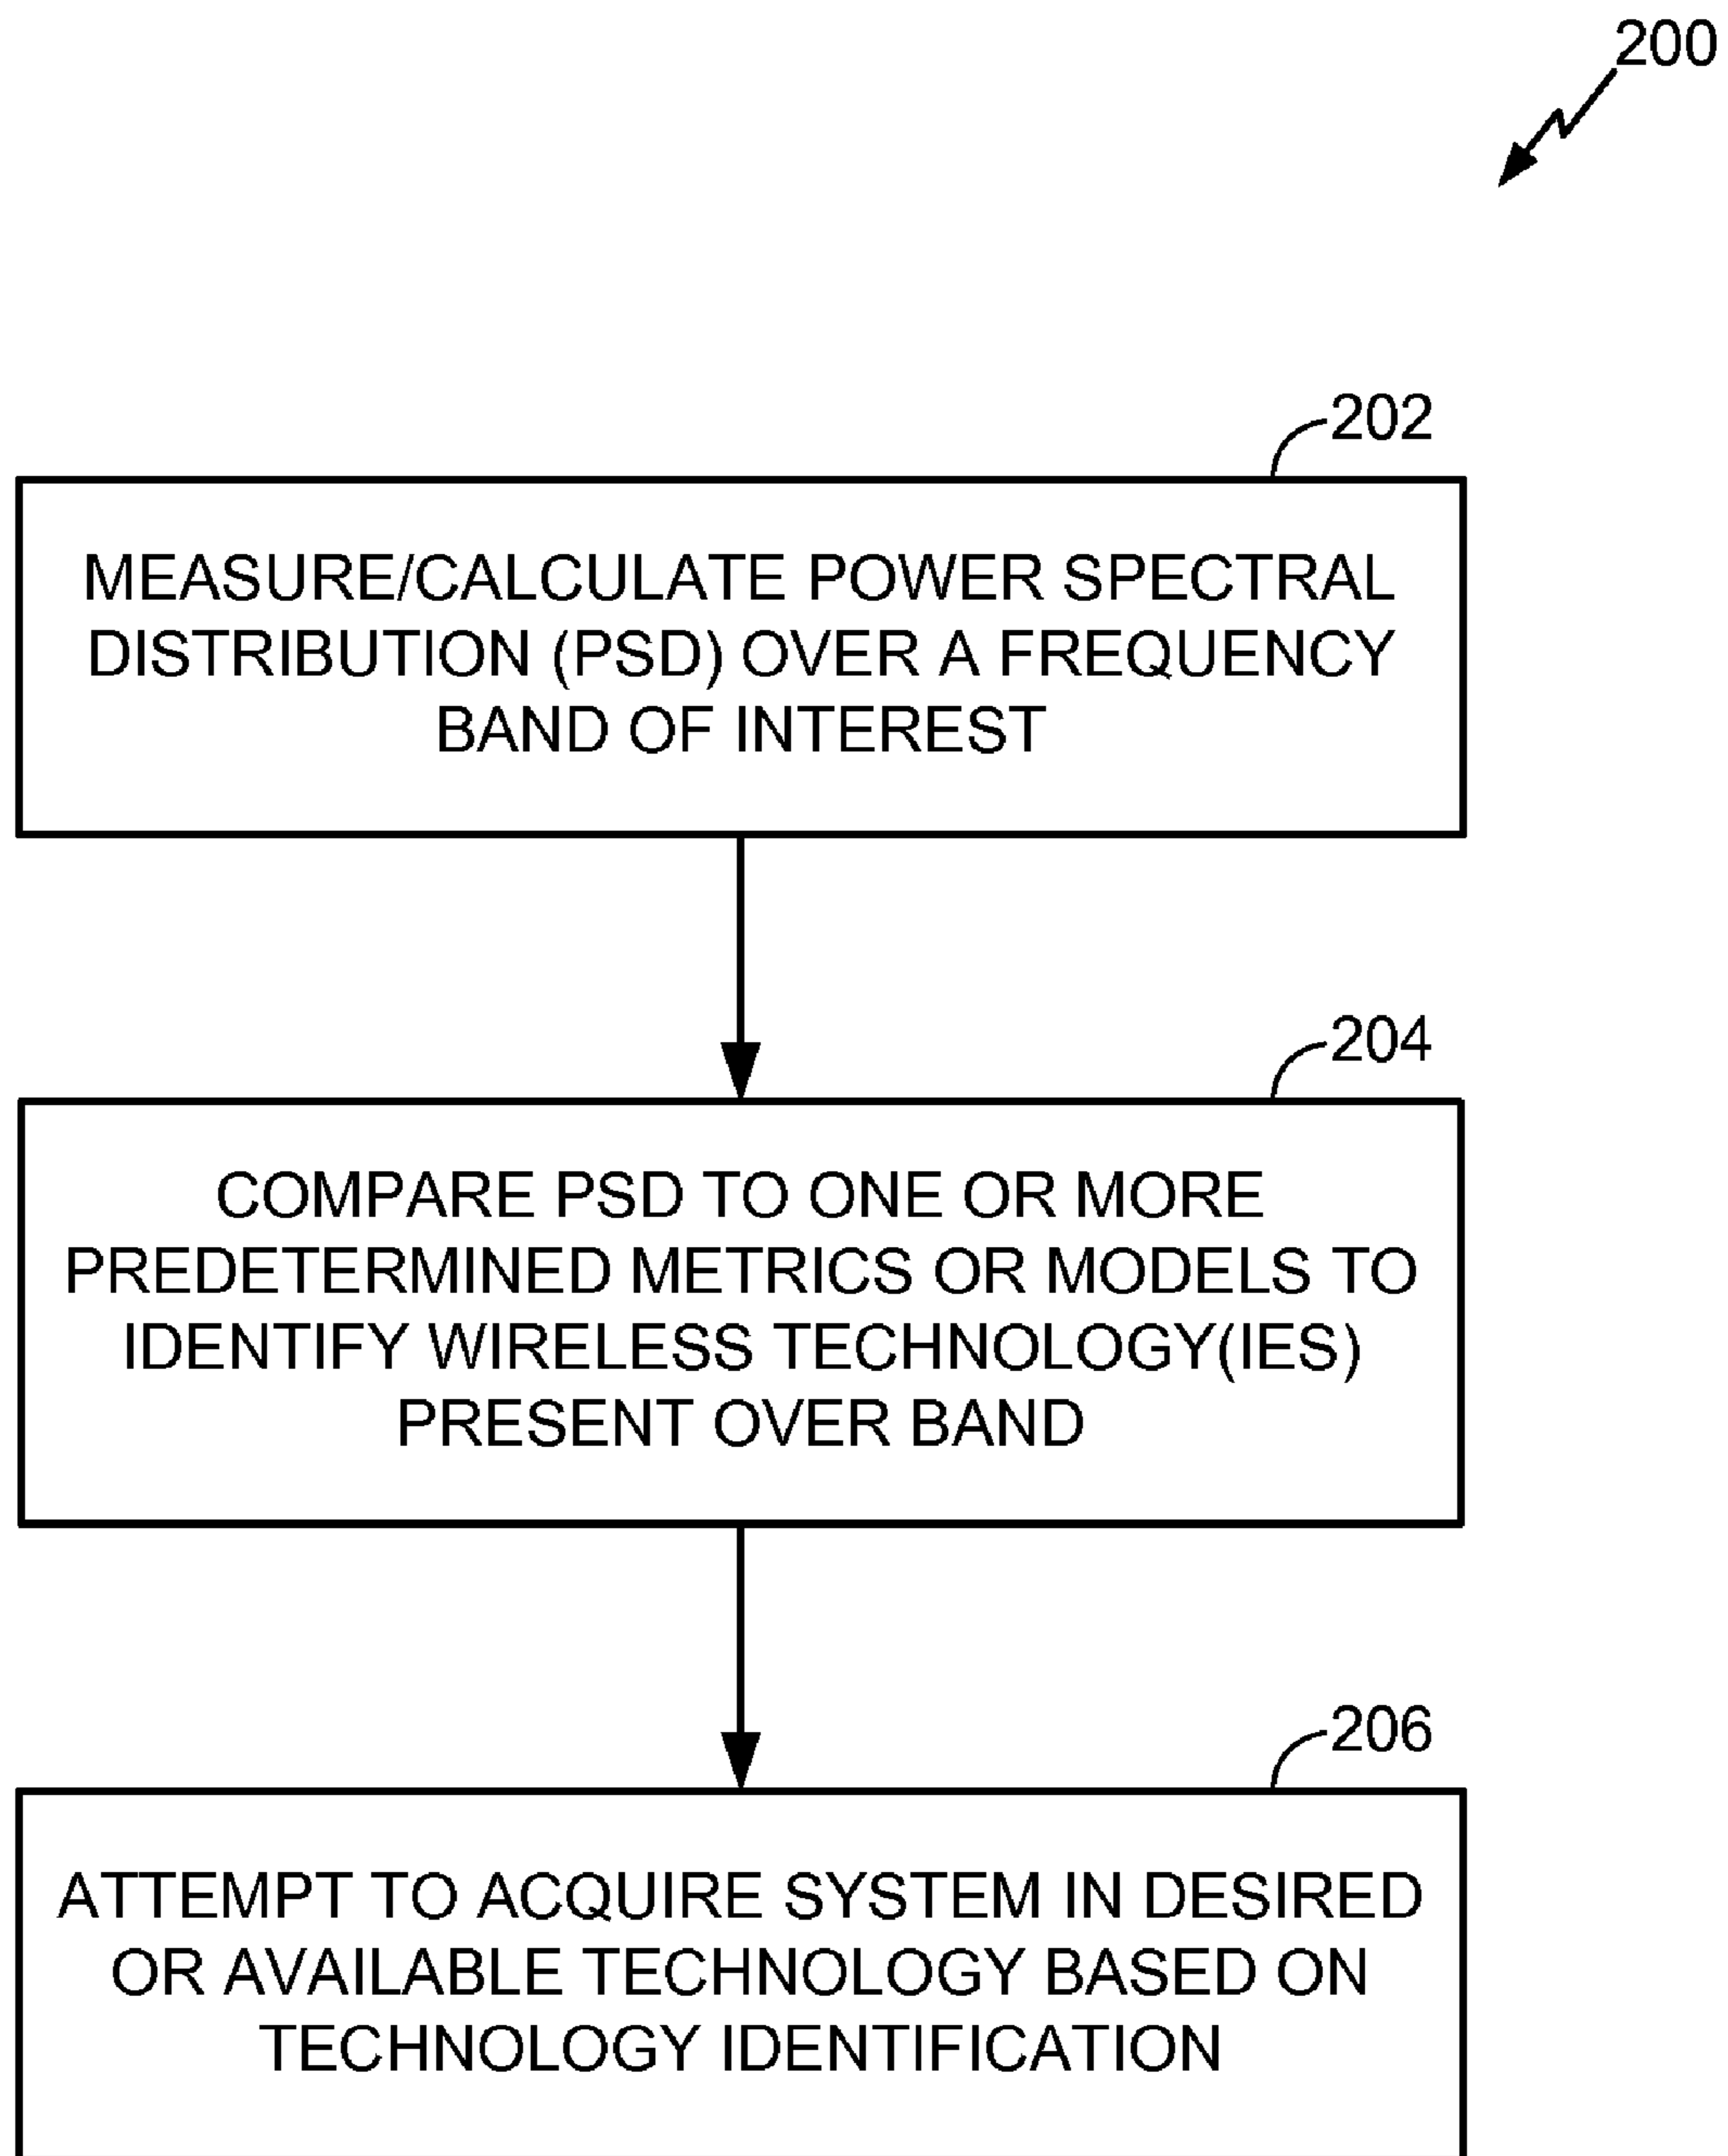 200
202
MEASURE/CALCULATE POWER SPECTRAL
DISTRIBUTION (PSD) OVER A FREQUENCY
BAND OF INTEREST
204
COMPARE PSD TO ONE OR MORE
PREDETERMINED METRICS OR MODELS TO
IDENTIFY WIRELESS TECHNOLOGY(IES)
PRESENT OVER BAND
206
ATTEMPT TO ACQUIRE SYSTEM IN DESIRED
OR AVAILABLE TECHNOLOGY BASED ON
TECHNOLOGY IDENTIFICATION